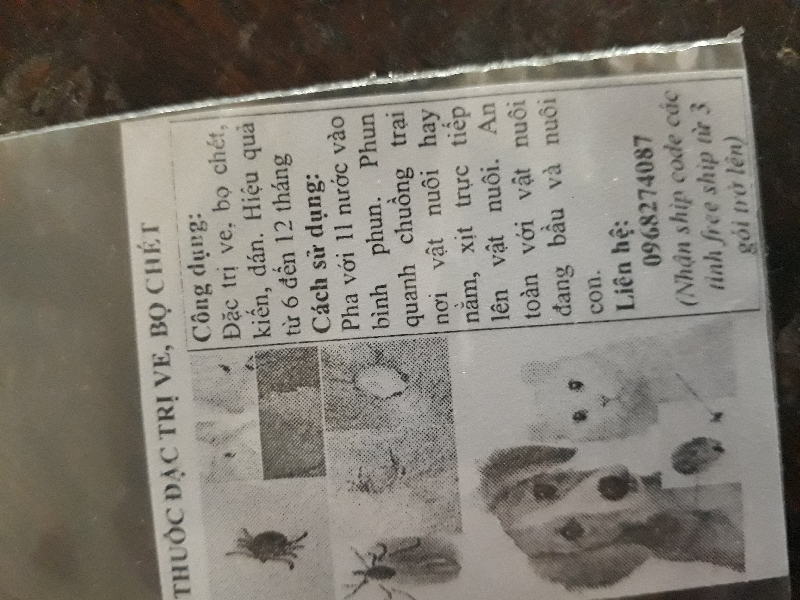 THUỐC ĐẶC TRỊ VE, BỌ CHÉT
Công dụng:
Đặc trị ve, bọ chét,
kiến, dán. Hiệu quả
từ 6 đến 12 tháng
Cách sử dụng:
Pha với 1l nước vào
bình phun. Phun
quanh chuồng trại
nơi vật nuôi hay
nằm, xịt trực tiếp
lên vật nuôi. An
toàn với vật nuôi
đang bầu và nuôi
con.
Liên hệ:
0968274087
(Nhận ship code các
tỉnh free ship từ 3
gói trở lên)